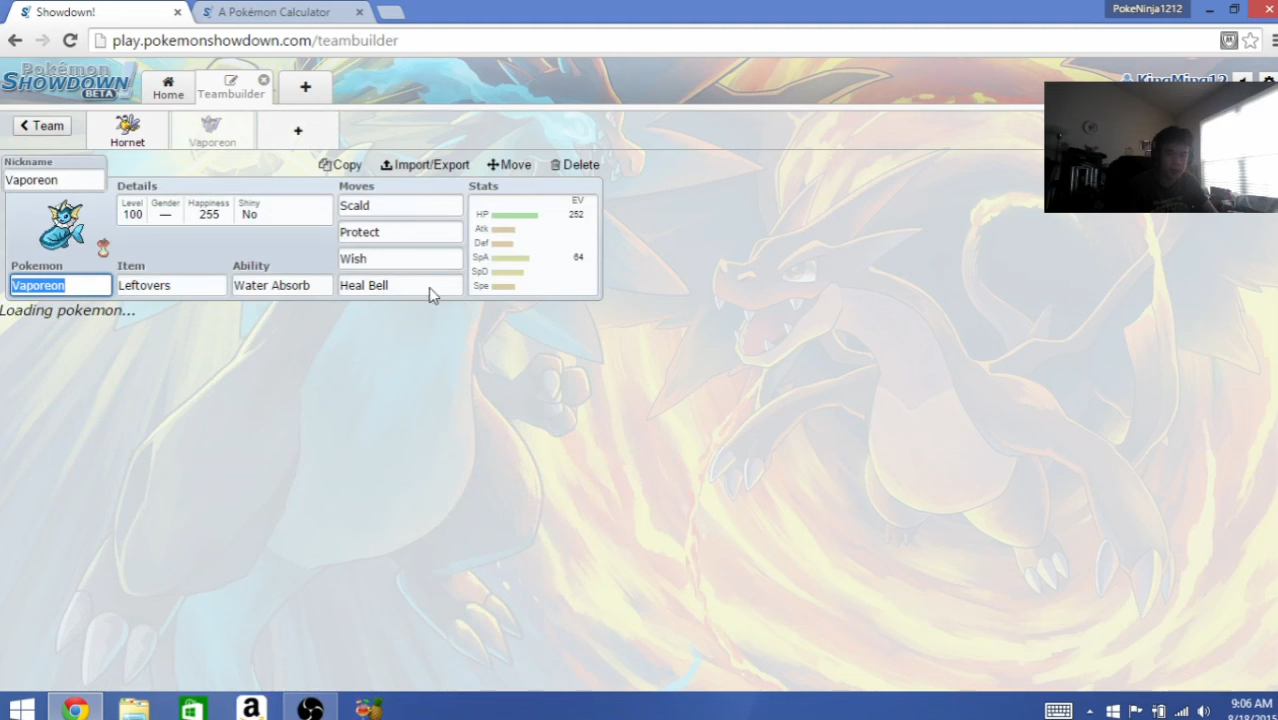 Showdown!
A Pokémon Calculator
PokeNinja1212
play.pokemonshowdown.com/teambuilder
Pokémon
SHOWDOWN
BETA
Home
Teambuilder
+
KingMing12
< Team
Hornet
Vaporeon
+
Nickname
Vaporeon
Copy
Import/Export
Move
Delete
Details
Moves
Stats
Level
Gender
Happiness
Shiny
100
—
255
No
Scald
Protect
Wish
Heal Bell
EV
HP
252
Atk
Def
SpA
64
SpD
Spe
Pokemon
Item
Ability
Vaporeon
Leftovers
Water Absorb
Loading pokemon...
9:06 AM